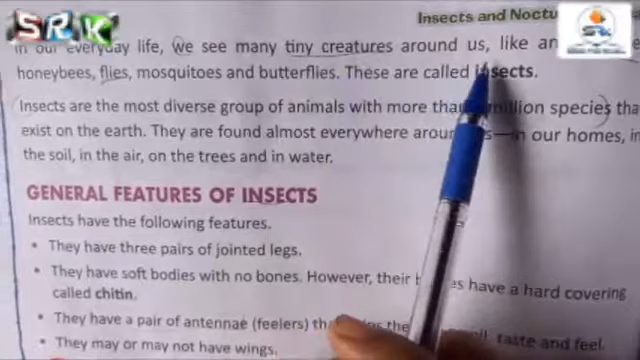 SRK
Insects and Noctu
in our everyday life, we see many tiny creatures around us, like
honeybees, flies, mosquitoes and butterflies. These are called insects.
Insects are the most diverse group of animals with more than million species tha
exist on the earth. They are found almost everywhere — in our homes, in
the soil, in the air, on the trees and in water.
GENERAL FEATURES OF INSECTS
Insects have the following features.
• They have three pairs of jointed legs.
• They have soft bodies with no bones. However, their have a hard covering
called chitin.
• They have a pair of antennae (feelers) taste and feel.
• They may or may not have wings.